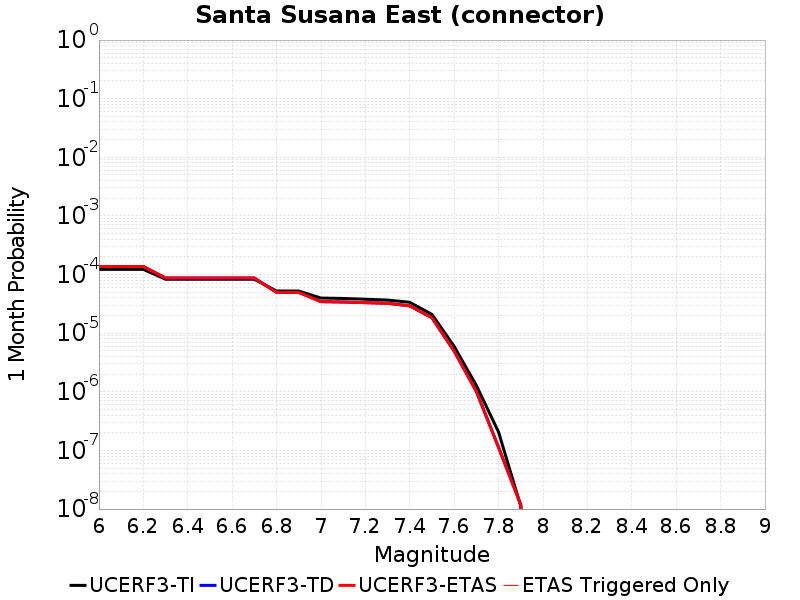 Santa Susana East (connector)
10^0
10^-1
10^-2
10^-3
10^-4
10^-5
10^-6
10^-7
10^-8
1 Month Probability
6 6.2 6.4 6.6 6.8 7 7.2 7.4 7.6 7.8 8 8.2 8.4 8.6 8.8 9
Magnitude
UCERF3-TI UCERF3-TD UCERF3-ETAS ETAS Triggered Only